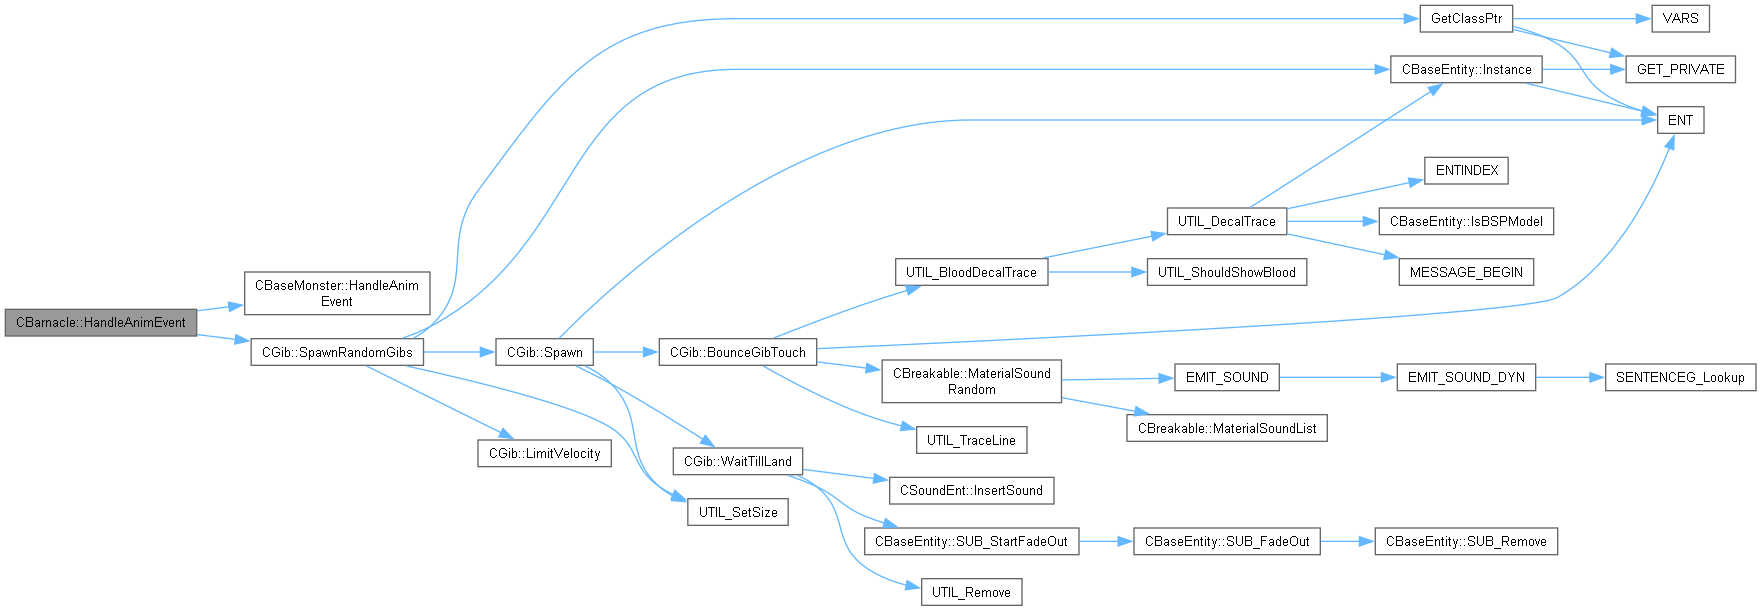 GetClassPtr
VARS
CBaseEntity::Instance
GET_PRIVATE
ENT
ENTINDEX
UTIL_DecalTrace
CBaseEntity::IsBSPModel
UTIL_BloodDecalTrace
UTIL_ShouldShowBlood
MESSAGE_BEGIN
CBaseMonster::HandleAnim
Event
CBarnacle::HandleAnimEvent
CGib::SpawnRandomGibs
CGib::Spawn
CGib::BounceGibTouch
CBreakable::MaterialSound
Random
EMIT_SOUND
EMIT_SOUND_DYN
SENTENCEG_Lookup
CBreakable::MaterialSoundList
UTIL_TraceLine
CGib::LimitVelocity
CGib::WaitTillLand
CSoundEnt::InsertSound
UTIL_SetSize
CBaseEntity::SUB_StartFadeOut
CBaseEntity::SUB_FadeOut
CBaseEntity::SUB_Remove
UTIL_Remove